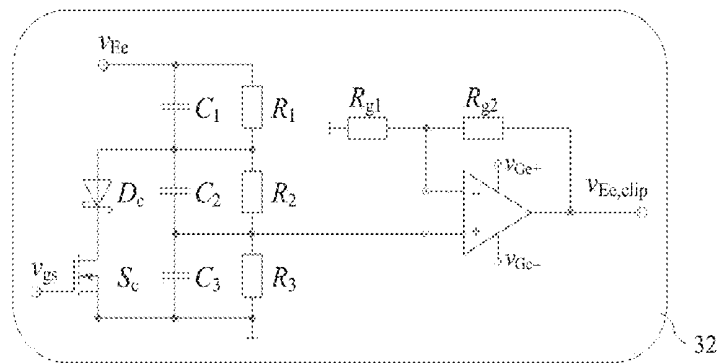 vEe
C1
R1
Rg1
Rg2
Dc
C2
R2
vGe+
-
vEe,clip
+
vgs
Sc
C3
R3
vGe-
32